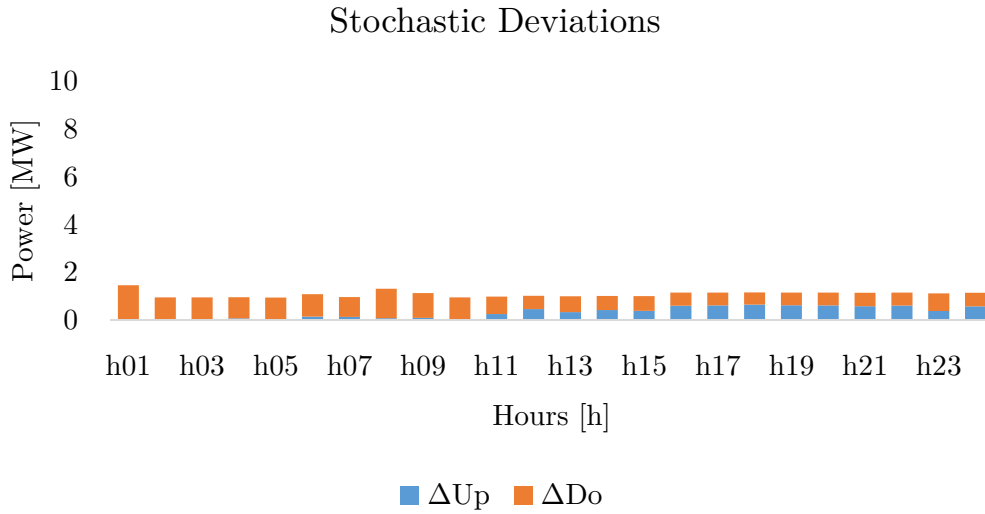 Stochastic Deviations
10
8
6
4
2
0
Power [MW]
h01 h03 h05 h07 h09 h11 h13 h15 h17 h19 h21 h23
Hours [h]
ΔUp ΔDo